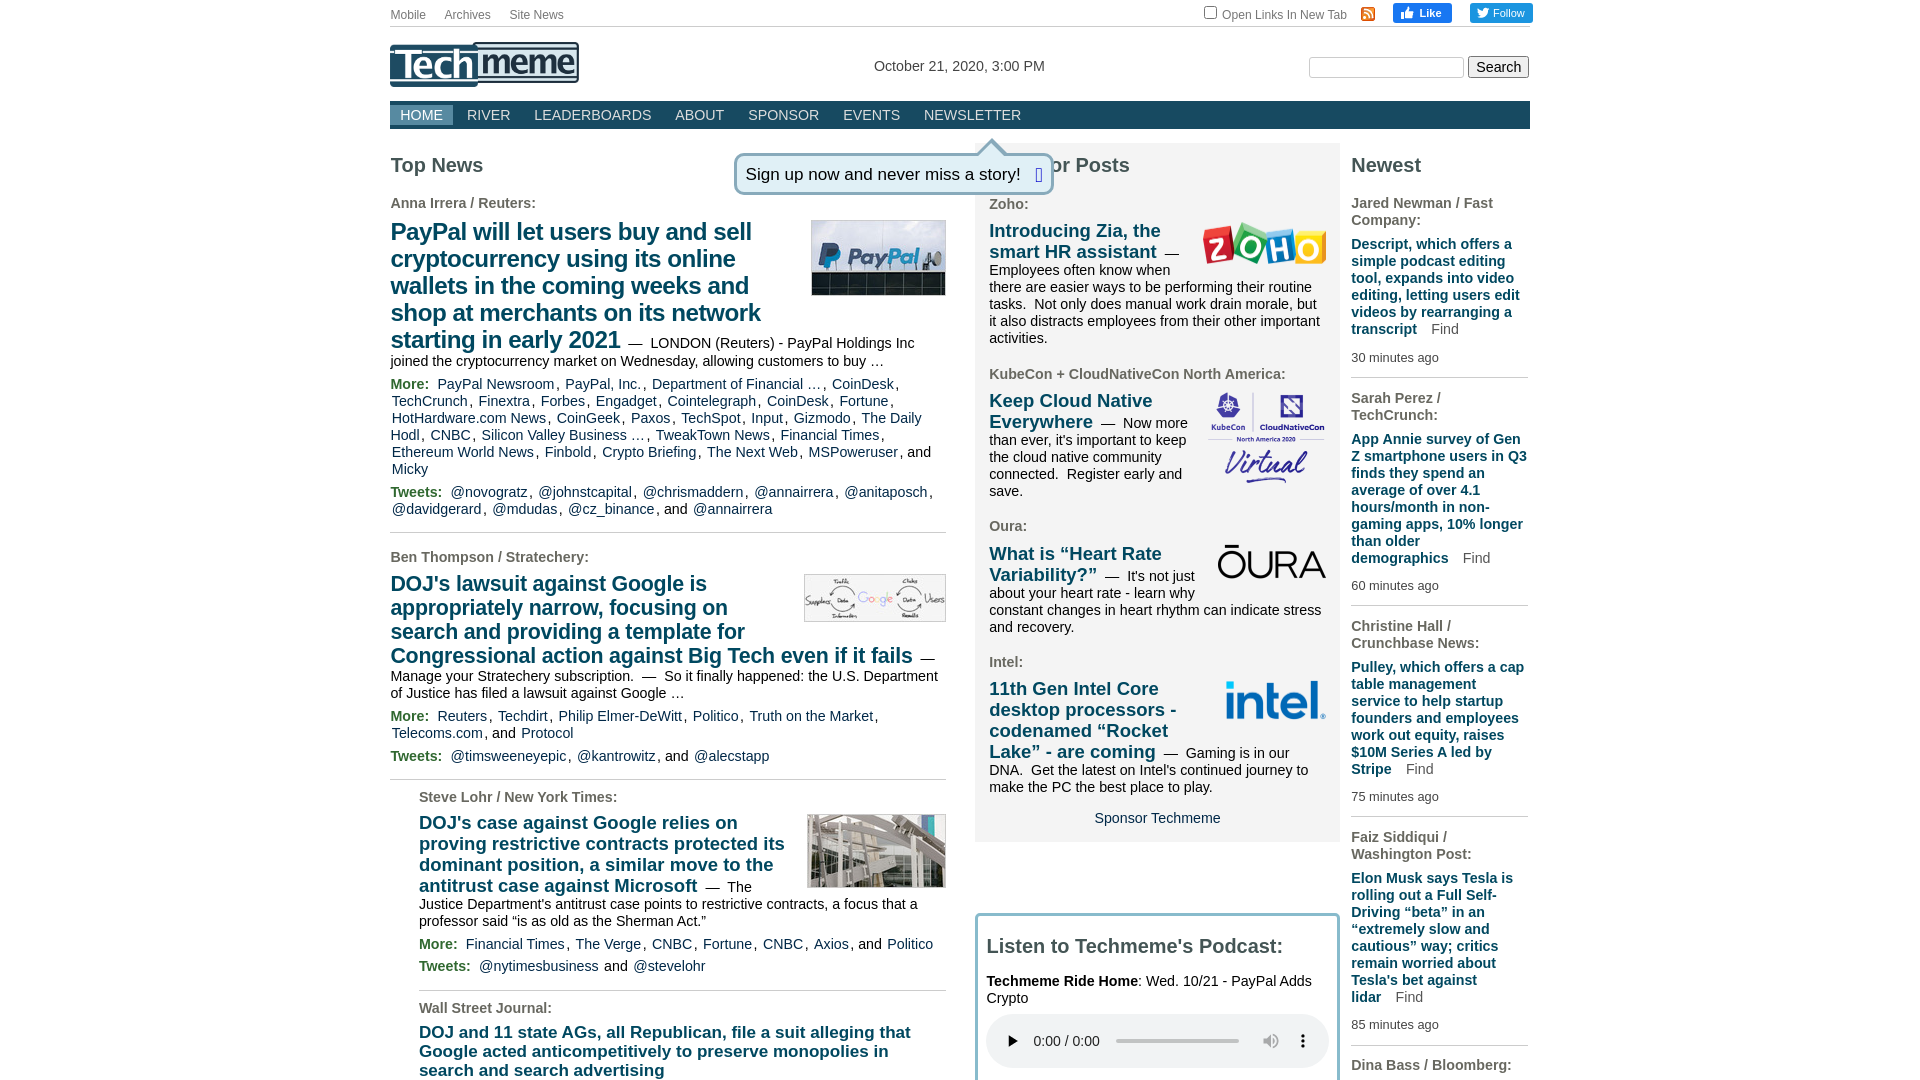 Mobile Archives Site News
Open Links In New Tab
Like
Follow
Techmeme
October 21, 2020, 3:00 PM
Search
HOME RIVER LEADERBOARDS ABOUT SPONSOR EVENTS NEWSLETTER
Sign up now and never miss a story!
Top News
Anna Irrera / Reuters:
PayPal will let users buy and sell
cryptocurrency using its online
wallets in the coming weeks and
shop at merchants on its network
starting in early 2021 — LONDON (Reuters) - PayPal Holdings Inc
joined the cryptocurrency market on Wednesday, allowing customers to buy …
PayPal
More: PayPal Newsroom, PayPal, Inc., Department of Financial …, CoinDesk,
TechCrunch, Finextra, Forbes, Engadget, Cointelegraph, CoinDesk, Fortune,
HotHardware.com News, CoinGeek, Paxos, TechSpot, Input, Gizmodo, The Daily
Hodl, CNBC, Silicon Valley Business …, TweakTown News, Financial Times,
Ethereum World News, Finbold, Crypto Briefing, The Next Web, MSPoweruser, and
Micky
Tweets: @novogratz, @johnstcapital, @chrismaddern, @annairrera, @anitaposch,
@davidgerard, @mdudas, @cz_binance, and @annairrera
Ben Thompson / Stratechery:
DOJ's lawsuit against Google is
appropriately narrow, focusing on
search and providing a template for
Congressional action against Big Tech even if it fails —
Manage your Stratechery subscription. — So it finally happened: the U.S. Department
of Justice has filed a lawsuit against Google …
Traffic Clicks
Suppliers Data Google Data Users
Information Results
More: Reuters, Techdirt, Philip Elmer-DeWitt, Politico, Truth on the Market,
Telecoms.com, and Protocol
Tweets: @timsweeneyepic, @kantrowitz, and @alecstapp
Steve Lohr / New York Times:
DOJ's case against Google relies on
proving restrictive contracts protected its
dominant position, a similar move to the
antitrust case against Microsoft — The
Justice Department's antitrust case points to restrictive contracts, a focus that a
professor said “is as old as the Sherman Act.”
More: Financial Times, The Verge, CNBC, Fortune, CNBC, Axios, and Politico
Tweets: @nytimesbusiness and @stevelohr
Wall Street Journal:
DOJ and 11 state AGs, all Republican, file a suit alleging that
Google acted anticompetitively to preserve monopolies in
search and search advertising
or Posts
Zoho:
Introducing Zia, the
smart HR assistant —
Employees often know when
there are easier ways to be performing their routine
tasks. Not only does manual work drain morale, but
it also distracts employees from their other important
activities.
ZOHO
KubeCon + CloudNativeCon North America:
Keep Cloud Native
Everywhere — Now more
than ever, it's important to keep
the cloud native community
connected. Register early and
save.
KubeCon CloudNativeCon
North America 2020
Virtual
Oura:
What is “Heart Rate
Variability?” — It's not just
about your heart rate - learn why
constant changes in heart rhythm can indicate stress
and recovery.
ŌURA
Intel:
11th Gen Intel Core
desktop processors -
codenamed “Rocket
Lake” - are coming — Gaming is in our
DNA. Get the latest on Intel's continued journey to
make the PC the best place to play.
intel
Sponsor Techmeme
Listen to Techmeme's Podcast:
Techmeme Ride Home: Wed. 10/21 - PayPal Adds
Crypto
0:00 / 0:00
Newest
Jared Newman / Fast
Company:
Descript, which offers a
simple podcast editing
tool, expands into video
editing, letting users edit
videos by rearranging a
transcript Find
30 minutes ago
Sarah Perez /
TechCrunch:
App Annie survey of Gen
Z smartphone users in Q3
finds they spend an
average of over 4.1
hours/month in non-
gaming apps, 10% longer
than older
demographics Find
60 minutes ago
Christine Hall /
Crunchbase News:
Pulley, which offers a cap
table management
service to help startup
founders and employees
work out equity, raises
$10M Series A led by
Stripe Find
75 minutes ago
Faiz Siddiqui /
Washington Post:
Elon Musk says Tesla is
rolling out a Full Self-
Driving “beta” in an
“extremely slow and
cautious” way; critics
remain worried about
Tesla's bet against
lidar Find
85 minutes ago
Dina Bass / Bloomberg: